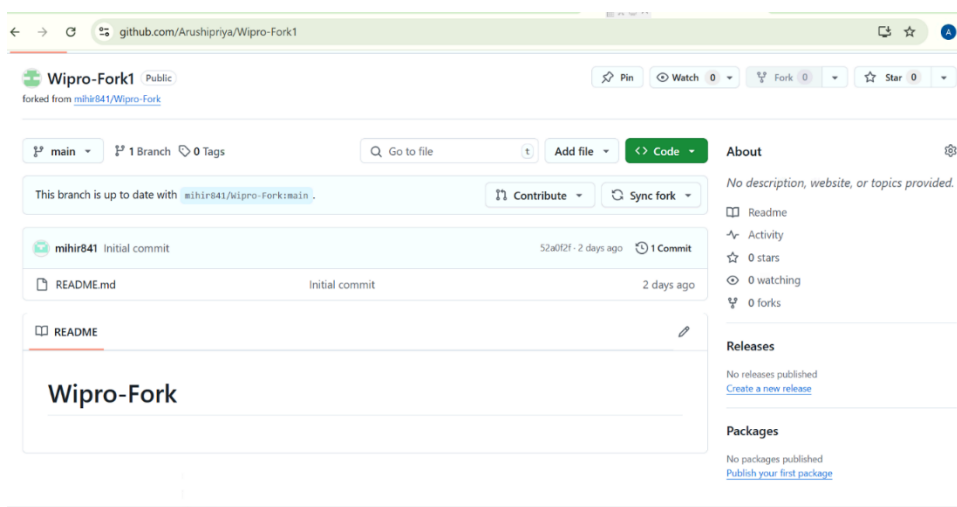 github.com/Arushipriya/Wipro-Fork1
A
Wipro-Fork1 Public
Pin
Watch 0
Fork 0
Star 0
forked from mihir841/Wipro-Fork
main
1 Branch
0 Tags
Go to file
t
Add file
<> Code
This branch is up to date with mihir841/Wipro-Fork:main .
Contribute
Sync fork
mihir841 Initial commit
52a0f2f · 2 days ago
1 Commit
README.md
Initial commit
2 days ago
README
Wipro-Fork
About
No description, website, or topics provided.
Readme
Activity
0 stars
0 watching
0 forks
Releases
No releases published
Create a new release
Packages
No packages published
Publish your first package